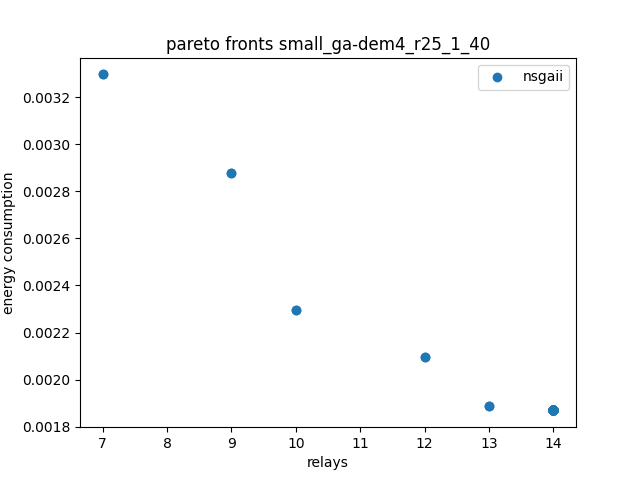 pareto fronts small_ga-dem4_r25_1_40
nsgaii
energy consumption
0.0032
0.0030
0.0028
0.0026
0.0024
0.0022
0.0020
0.0018
7 8 9 10 11 12 13 14
relays